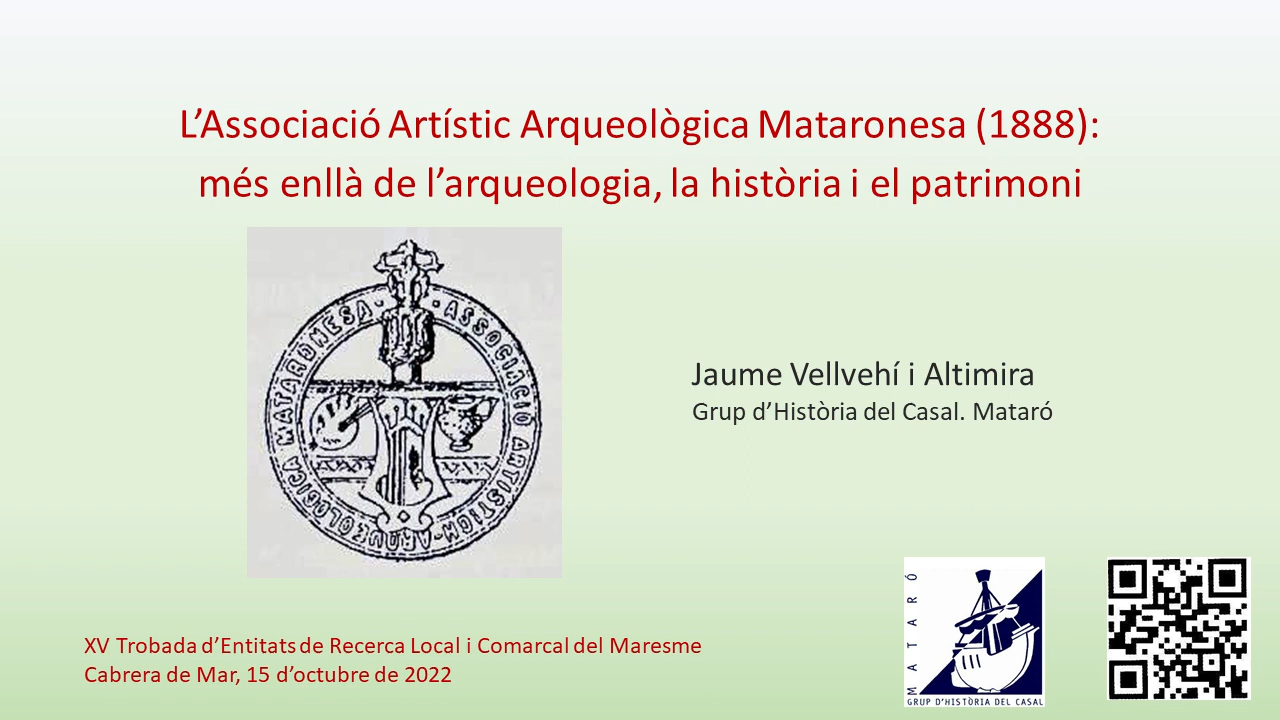 L’Associació Artístic Arqueològica Mataronesa (1888):
més enllà de l’arqueologia, la història i el patrimoni
ASSOCIACIÓ ARTISTICH-ARQUEOLOGICA MATARONESA
Jaume Vellvehí i Altimira
Grup d’Història del Casal. Mataró
XV Trobada d’Entitats de Recerca Local i Comarcal del Maresme
Cabrera de Mar, 15 d’octubre de 2022
MATARÓ
GRUP D’HISTÒRIA DEL CASAL